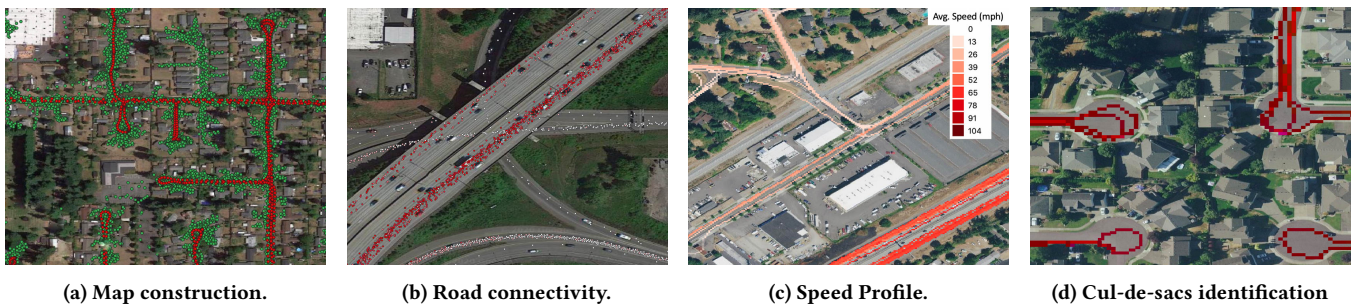 Avg. Speed (mph)
0
13
26
39
52
65
78
91
104
(a) Map construction.
(b) Road connectivity.
(c) Speed Profile.
(d) Cul-de-sacs identification